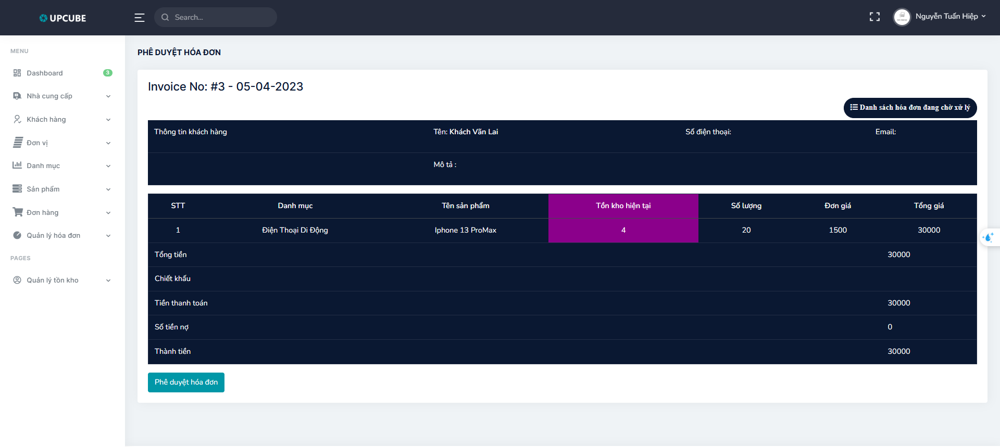 UPCUBE
Search...
Nguyễn Tuấn Hiệp
MENU
Dashboard 3
Nhà cung cấp
Khách hàng
Đơn vị
Danh mục
Sản phẩm
Đơn hàng
Quản lý hóa đơn
PAGES
Quản lý tồn kho
PHÊ DUYỆT HÓA ĐƠN
Invoice No: #3 - 05-04-2023
Danh sách hóa đơn đang chờ xử lý
Thông tin khách hàng Tên: Khách Vãn Lai Số điện thoại: Email:
Mô tả :
STT Danh mục Tên sản phẩm Tồn kho hiện tại Số lượng Đơn giá Tổng giá
1 Điện Thoại Di Động Iphone 13 ProMax 4 20 1500 30000
Tổng tiền 30000
Chiết khấu
Tiền thanh toán 30000
Số tiền nợ 0
Thành tiền 30000
Phê duyệt hóa đơn